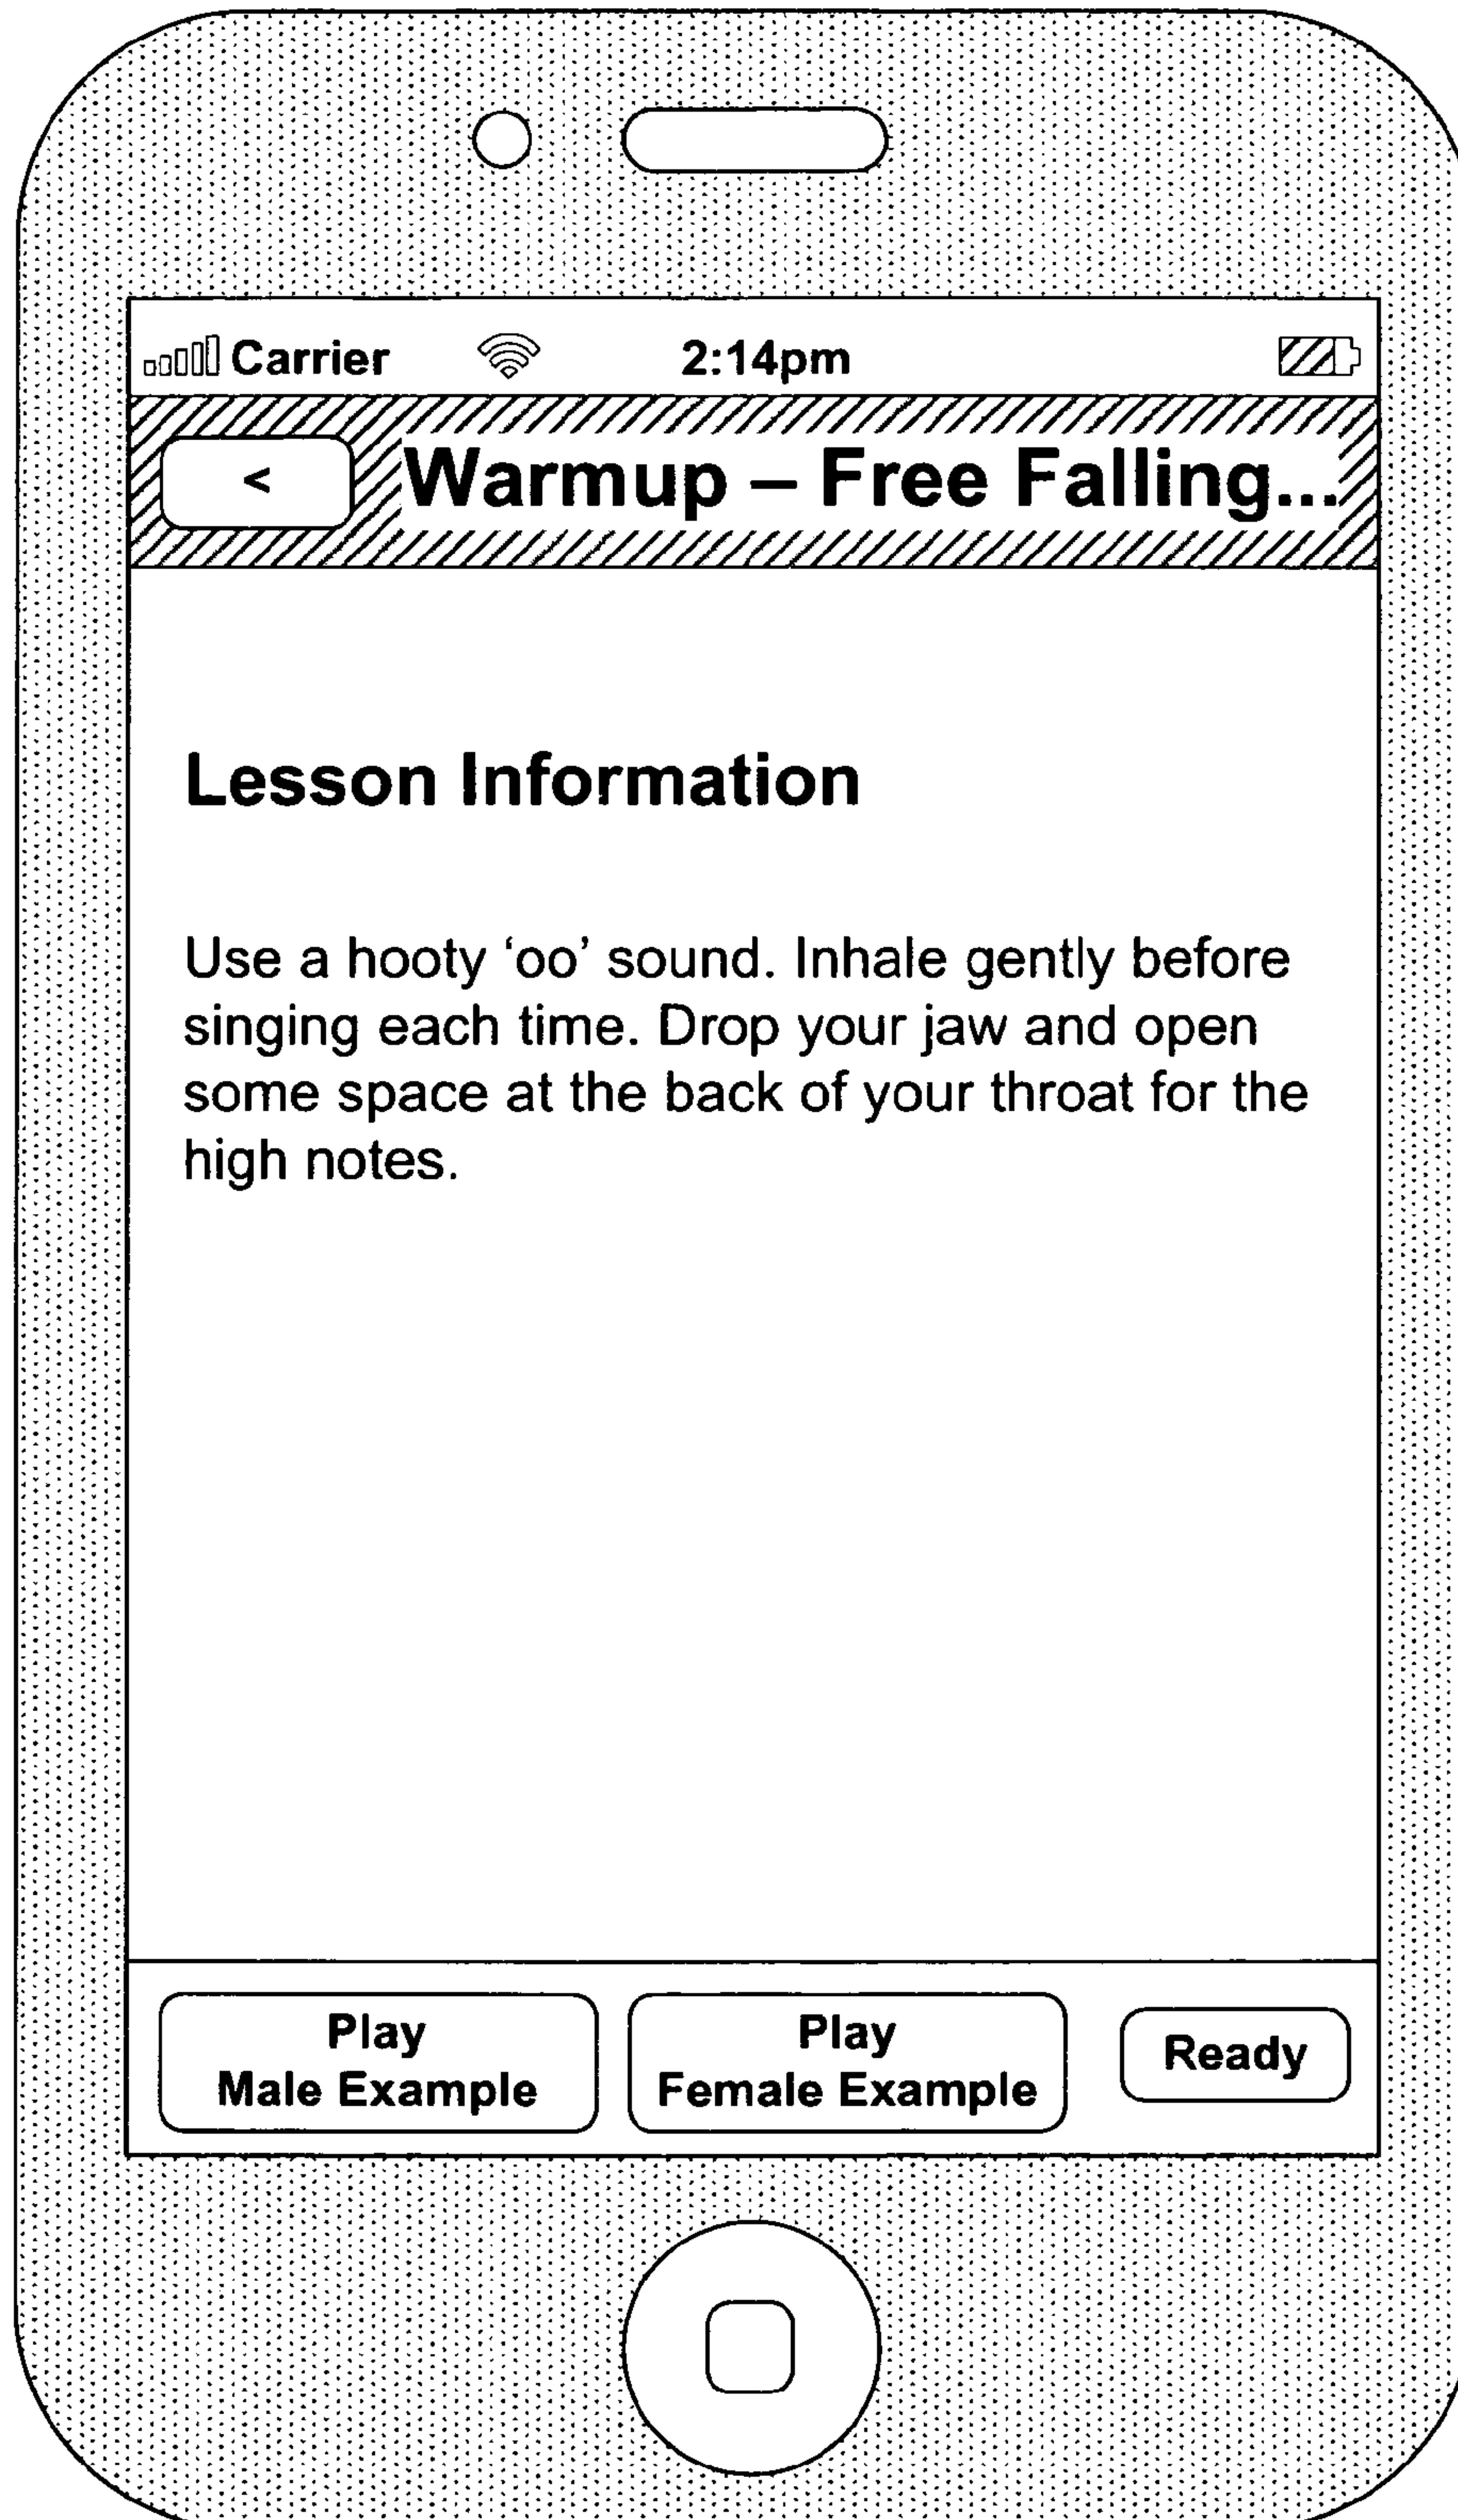 Carrier 2:14pm
< Warmup – Free Falling...
Lesson Information
Use a hooty ‘oo’ sound. Inhale gently before
singing each time. Drop your jaw and open
some space at the back of your throat for the
high notes.
Play
Male Example
Play
Female Example
Ready